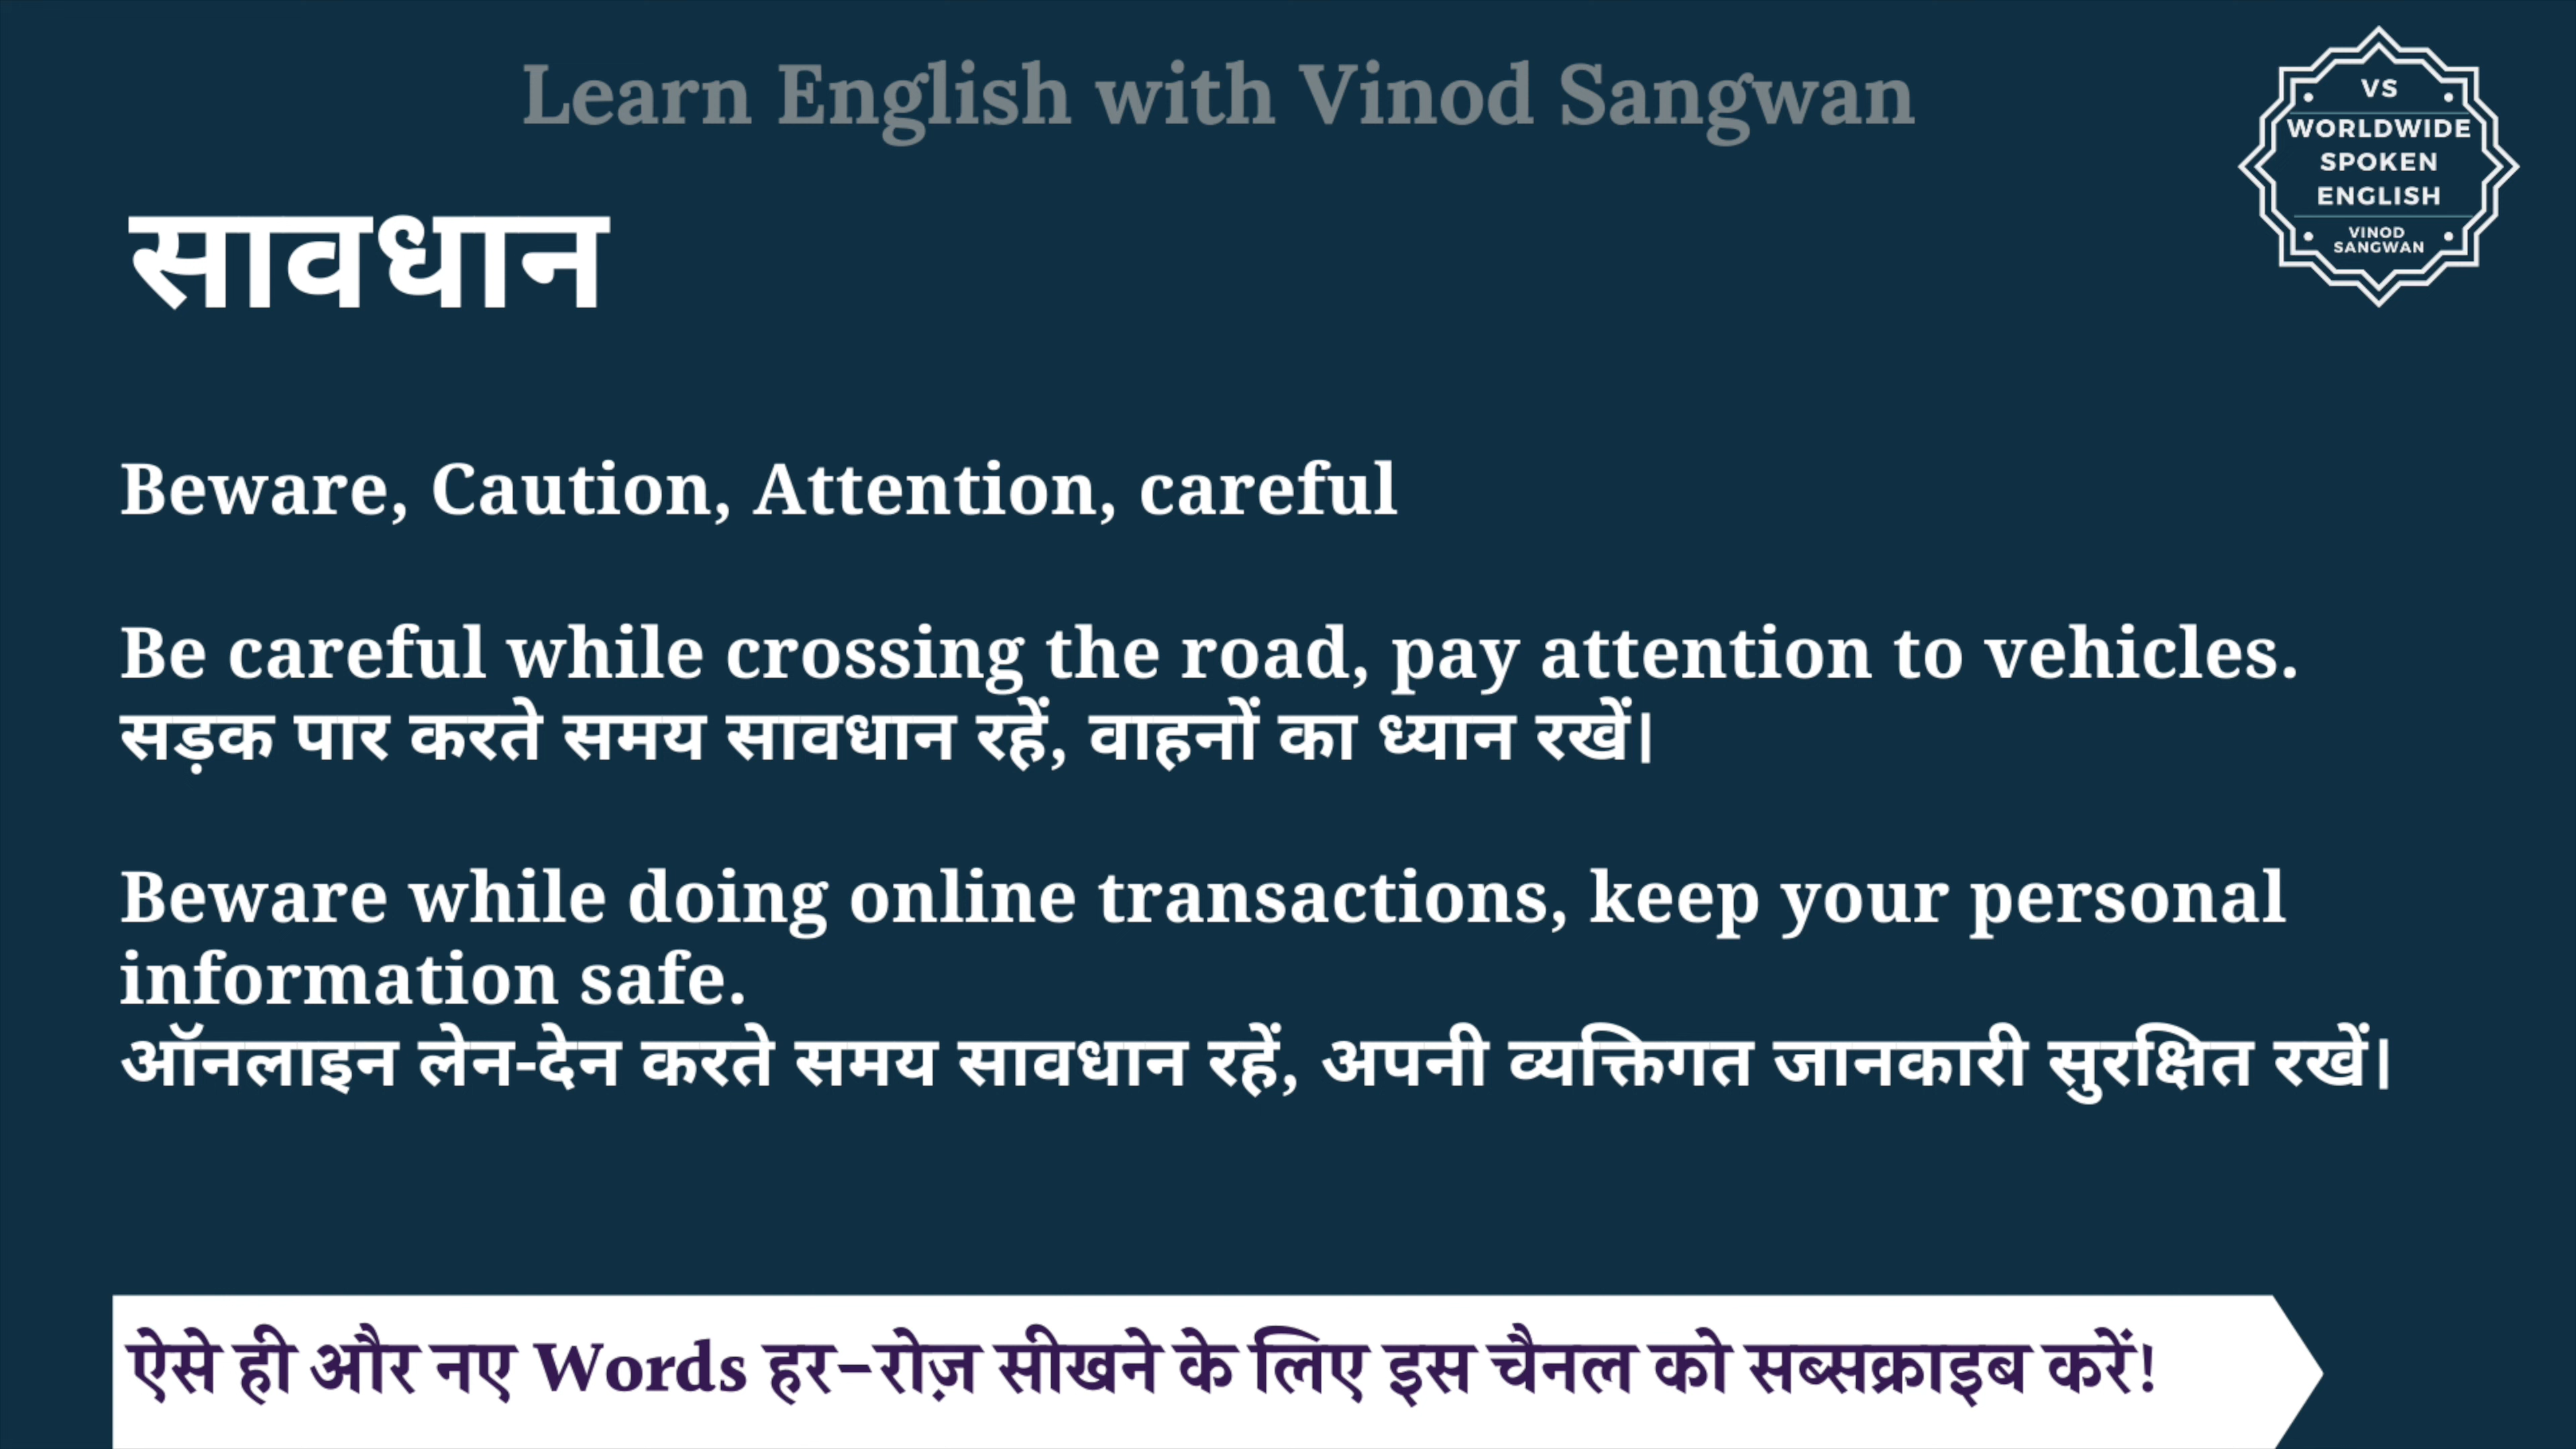 Learn English with Vinod Sangwan
VS
WORLDWIDE
SPOKEN
ENGLISH
VINOD
SANGWAN
सावधान
Beware, Caution, Attention, careful
Be careful while crossing the road, pay attention to vehicles.
सड़क पार करते समय सावधान रहें, वाहनों का ध्यान रखें।
Beware while doing online transactions, keep your personal
information safe.
ऑनलाइन लेन-देन करते समय सावधान रहें, अपनी व्यक्तिगत जानकारी सुरक्षित रखें।
ऐसे ही और नए Words हर–रोज़ सीखने के लिए इस चैनल को सब्सक्राइब करें!